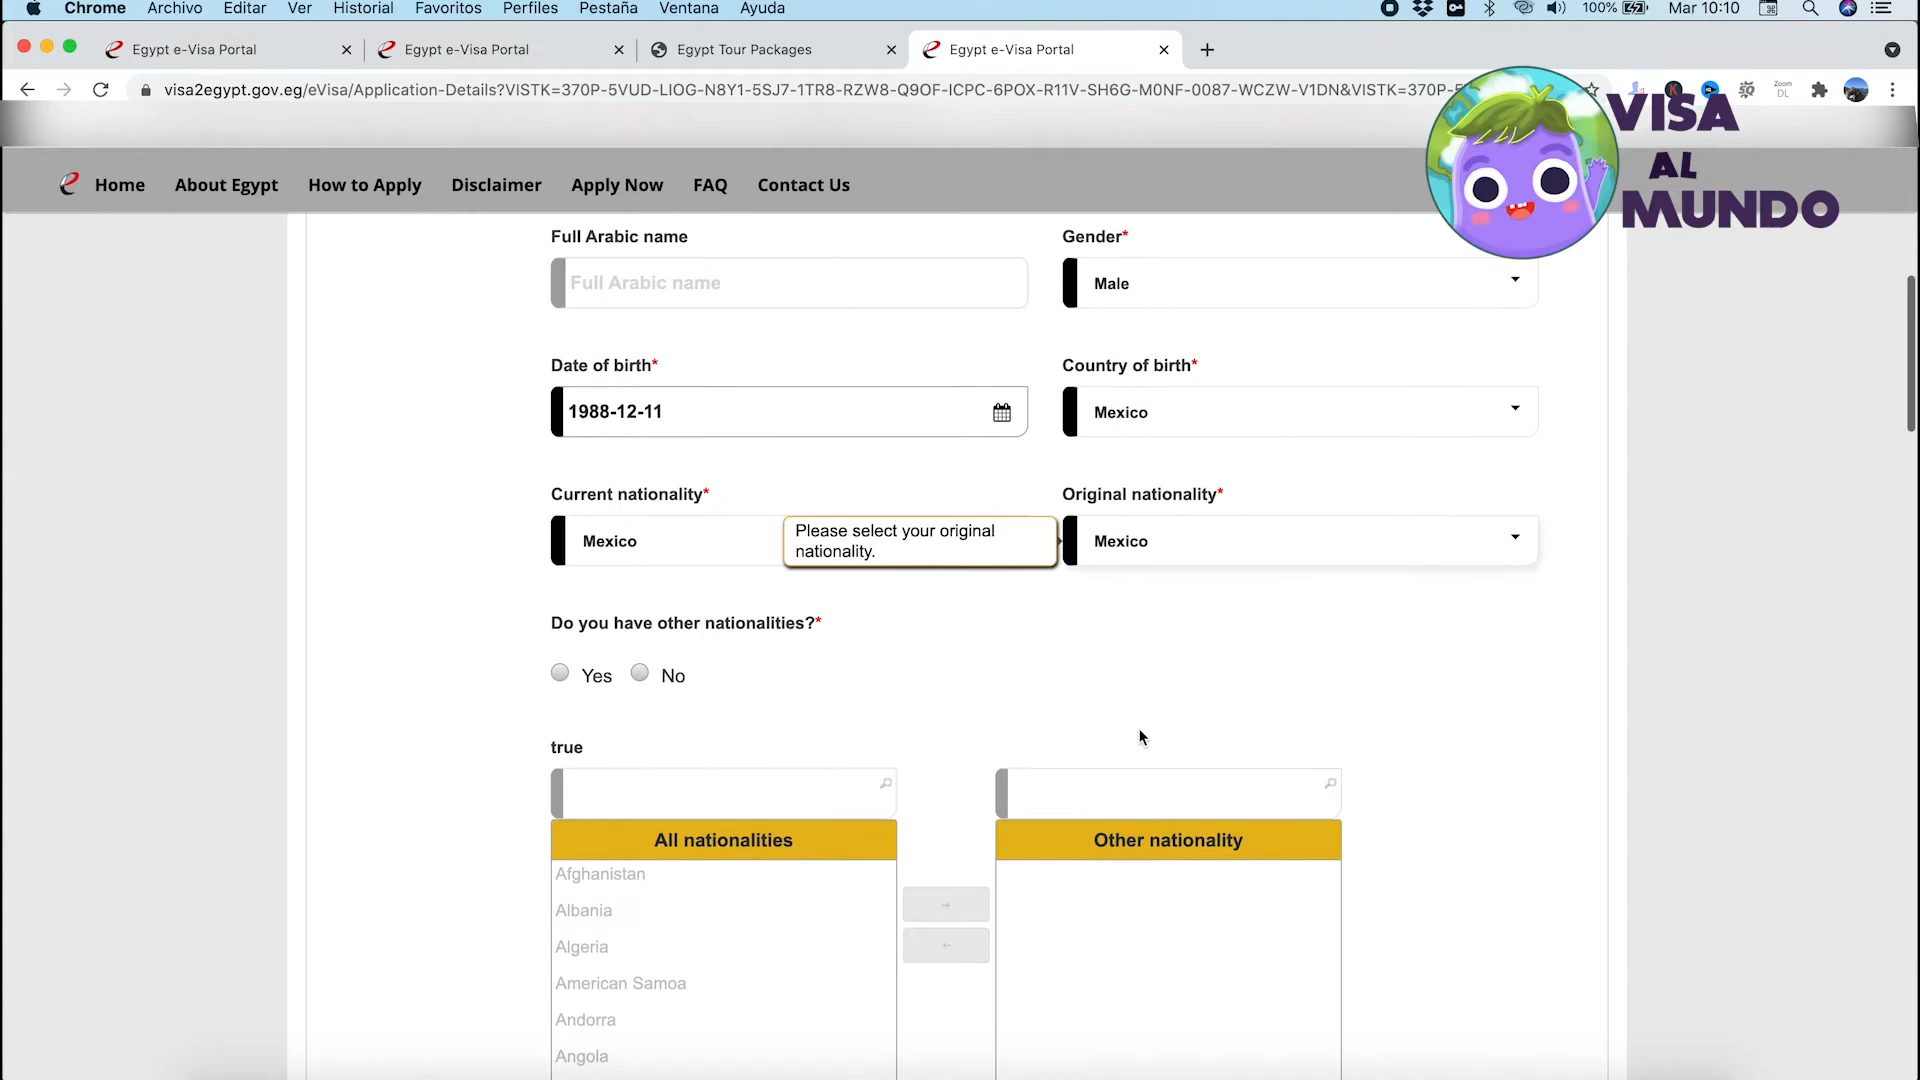 Chrome Archivo Editar Ver Historial Favoritos Perfiles Pestaña Ventana Ayuda 100% Mar 10:10
Egypt e-Visa Portal Egypt e-Visa Portal Egypt Tour Packages Egypt e-Visa Portal
visa2egypt.gov.eg/eVisa/Application-Details?VISTK=370P-5VUD-LIOG-N8Y1-5SJ7-1TR8-RZW8-Q9OF-ICPC-6POX-R11V-SH6G-M0NF-0087-WCZW-V1DN&VISTK=370P-5
Zoom
DL
VISA
AL
MUNDO
Home About Egypt How to Apply Disclaimer Apply Now FAQ Contact Us
Full Arabic name Gender*
Full Arabic name Male
Date of birth* Country of birth*
1988-12-11 Mexico
Current nationality* Original nationality*
Mexico Please select your original
nationality. Mexico
Do you have other nationalities?*
Yes No
true
All nationalities Other nationality
Afghanistan
Albania
Algeria
American Samoa
Andorra
Angola